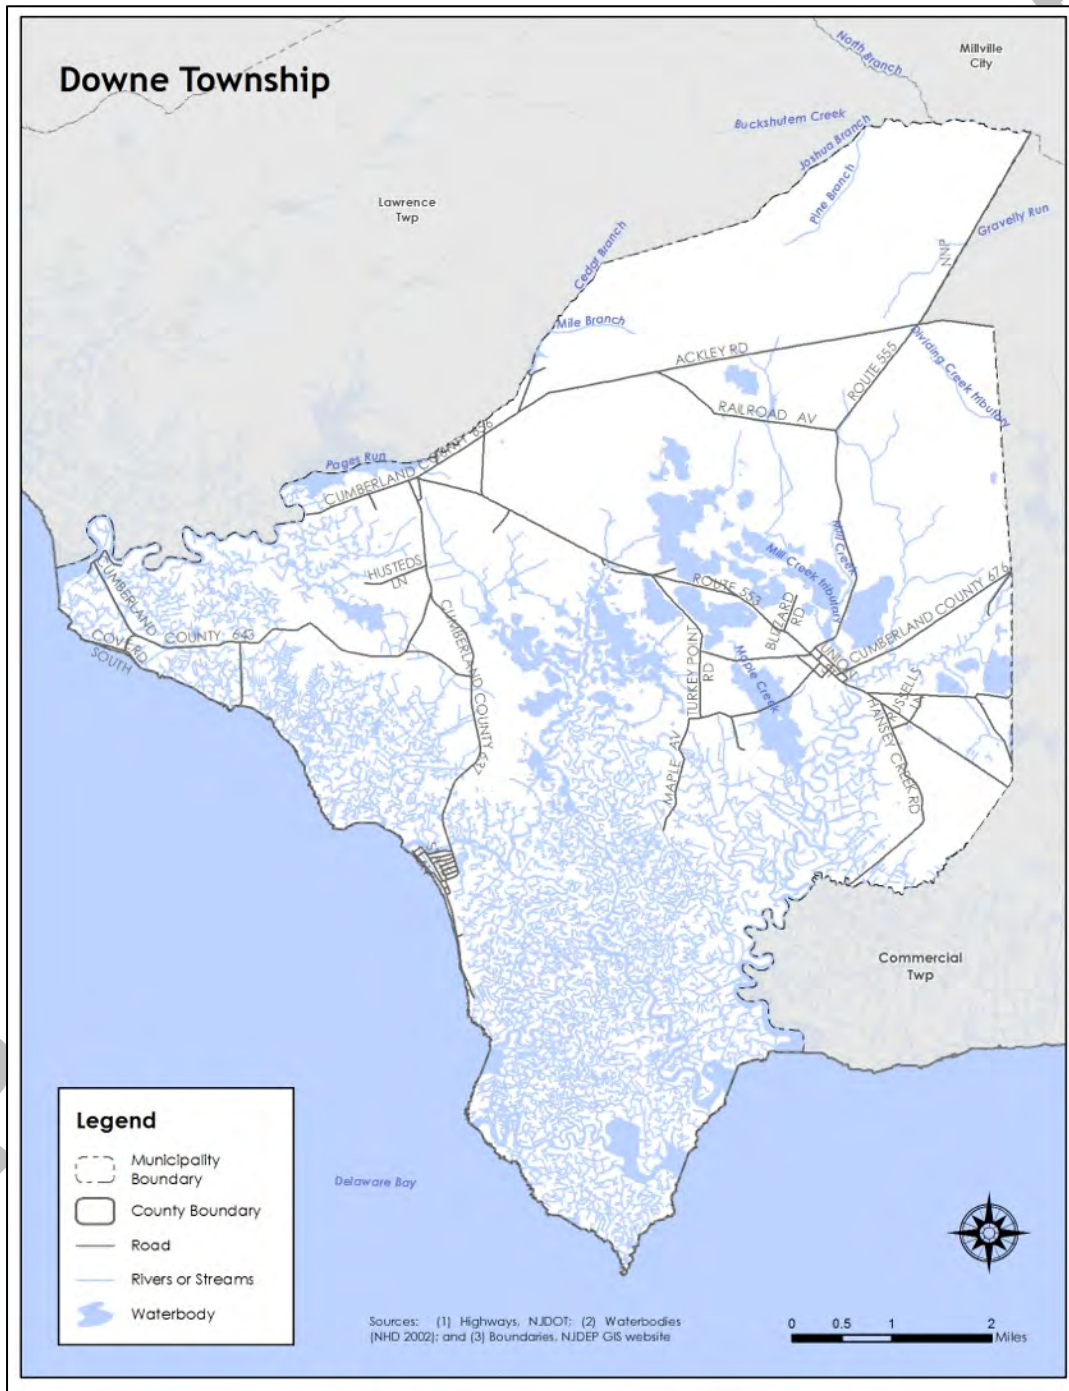 Downe Township
North Branch
Millville
City
Buckshutem Creek
Joshua Branch
Pine Branch
Lawrence
Twp
Gravelly Run
NNP
Cedar Branch
Mile Branch
Dividing Creek tributary
ACKLEY RD
ROUTE 555
RAILROAD AV
Pages Run
CUMBERLAND COUNTY 656
Mill Creek
Mill Creek tributary
HUSTEDS
LN
ROUTE 553
BLIZZARD
RD
CUMBERLAND COUNTY 676
CUMBERLAND
COUNTY 643
COVE RD
SOUTH
CUMBERLAND COUNTY 637
TURKEY POINT
RD
Maple Creek
UNION
RUSSELLS
LN
HANSEY CREEK RD
MAPLE AV
Commercial
Twp
Delaware Bay
Legend
Municipality
Boundary
County Boundary
Road
Rivers or Streams
Waterbody
Sources: (1) Highways, NJDOT; (2) Waterbodies
(NHD 2002); and (3) Boundaries, NJDEP GIS website
0 0.5 1 2
Miles